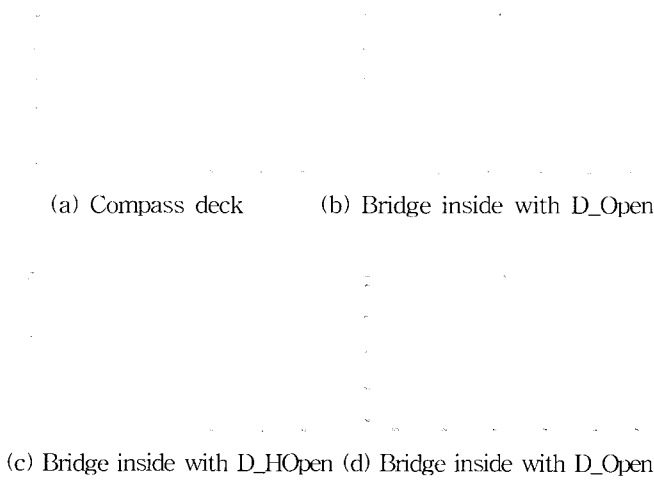 (a) Compass deck
(b) Bridge inside with D_Open
(c) Bridge inside with D_HOpen
(d) Bridge inside with D_Open